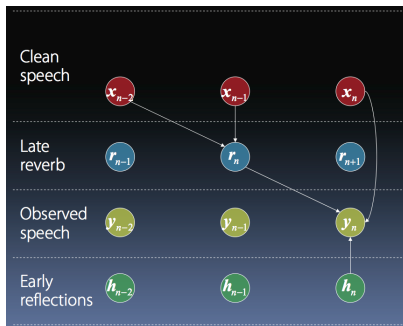 Clean
speech
x_{n-2} x_{n-1} x_n
Late
reverb
r_{n-1} r_n r_{n+1}
Observed
speech
y_{n-2} y_{n-1} y_n
Early
reflections
h_{n-2} h_{n-1} h_n